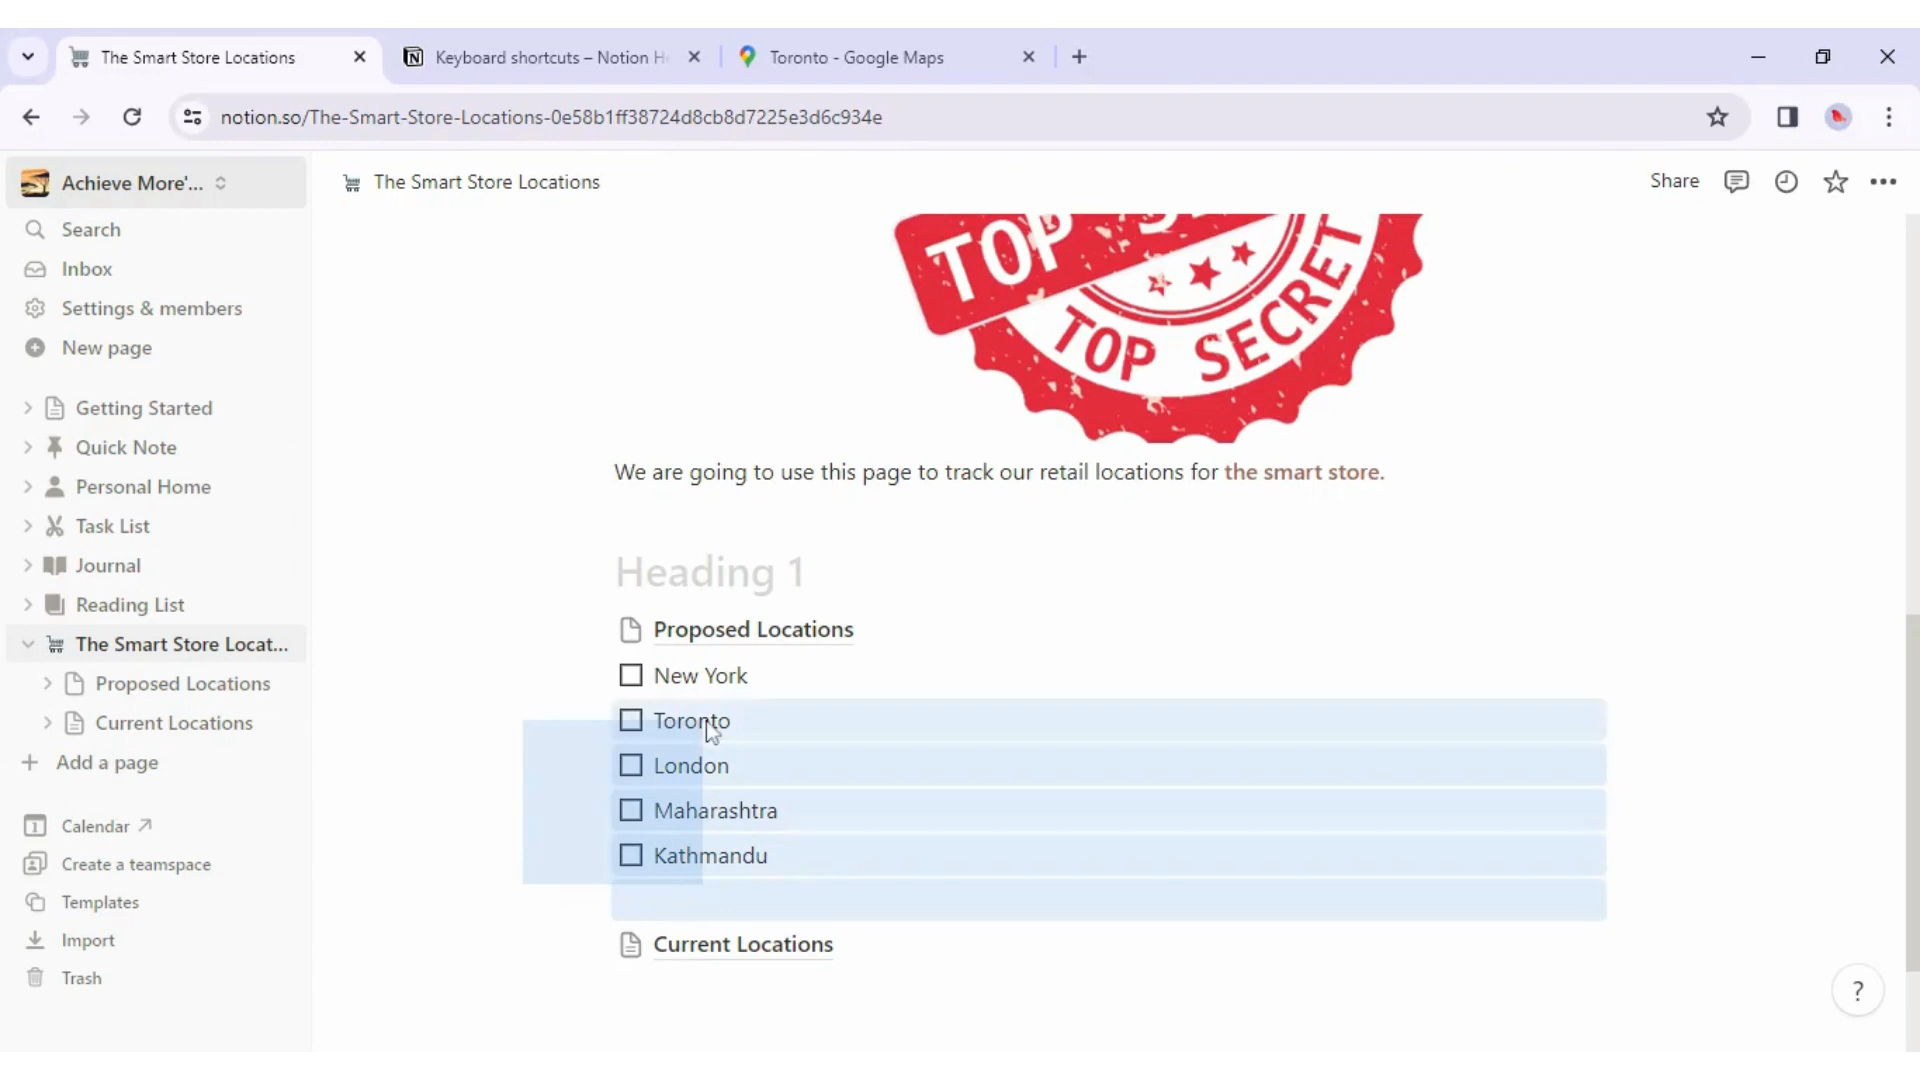 The Smart Store Locations
Keyboard shortcuts – Notion H
Toronto - Google Maps
notion.so/The-Smart-Store-Locations-0e58b1ff38724d8cb8d7225e3d6c934e
Achieve More'...
The Smart Store Locations
Share
Search
Inbox
Settings & members
New page
Getting Started
Quick Note
Personal Home
Task List
Journal
Reading List
The Smart Store Locat...
Proposed Locations
Current Locations
Add a page
Calendar ↗
Create a teamspace
Templates
Import
Trash
TOP
TOP SECRET
We are going to use this page to track our retail locations for the smart store.
Heading 1
Proposed Locations
New York
Toronto
London
Maharashtra
Kathmandu
Current Locations
?